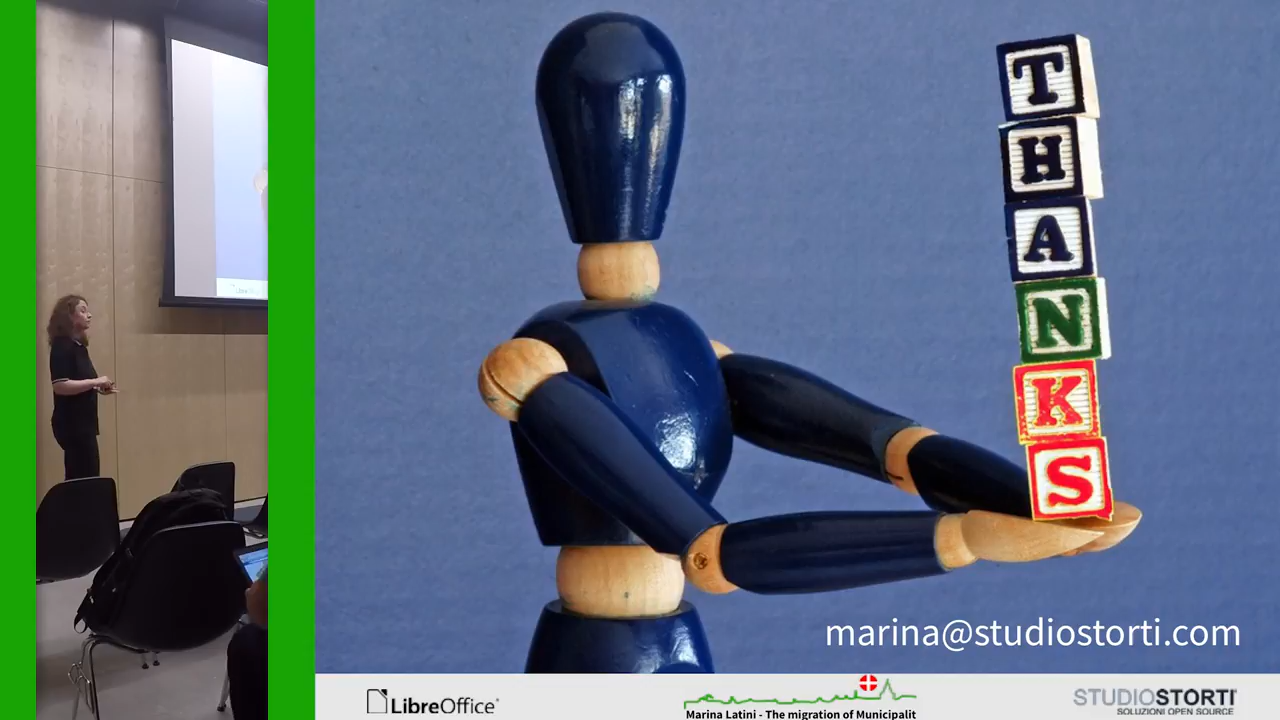 T
H
A
N
K
S
marina@studiostorti.com
LibreOffice®
Marina Latini - The migration of Municipalit
STUDIOSTORTI
SOLUZIONI OPEN SOURCE